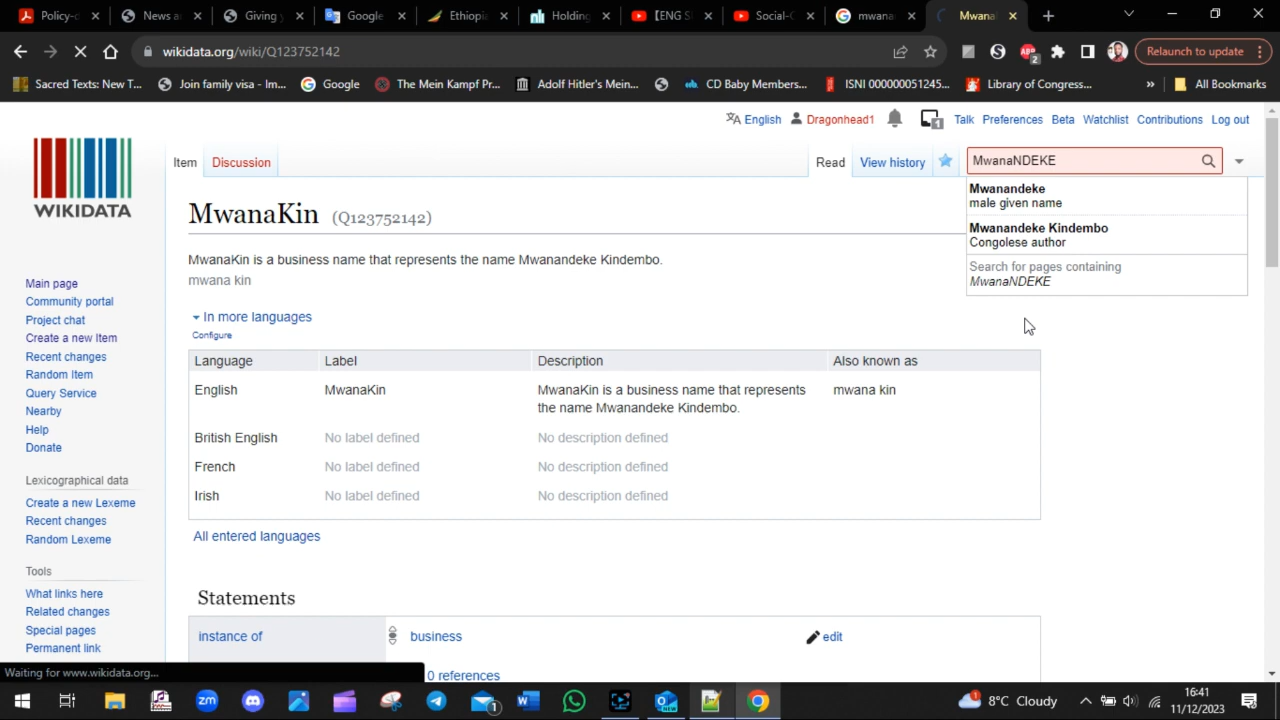 Policy-d
News a
Giving y
Google
Ethiopia
Holding
【ENG S
Social-C
mwana
Mwanal
wikidata.org/wiki/Q123752142
ABP
2
Relaunch to update
Sacred Texts: New T...
Join family visa - Im...
Google
The Mein Kampf Pr...
Adolf Hitler's Mein...
CD Baby Members...
ISNI 000000051245...
Library of Congress...
»
All Bookmarks
English
Dragonhead1
1
Talk
Preferences
Beta
Watchlist
Contributions
Log out
WIKIDATA
Item
Discussion
Read
View history
MwanaNDEKE
Mwanandeke
male given name
Mwanandeke Kindembo
Congolese author
Search for pages containing
MwanaNDEKE
MwanaKin (Q123752142)
MwanaKin is a business name that represents the name Mwanandeke Kindembo.
mwana kin
In more languages
Configure
Language Label Description Also known as
English MwanaKin MwanaKin is a business name that represents mwana kin
the name Mwanandeke Kindembo.
British English No label defined No description defined
French No label defined No description defined
Irish No label defined No description defined
All entered languages
Statements
instance of business edit
0 references
Main page
Community portal
Project chat
Create a new Item
Recent changes
Random Item
Query Service
Nearby
Help
Donate
Lexicographical data
Create a new Lexeme
Recent changes
Random Lexeme
Tools
What links here
Related changes
Special pages
Permanent link
Waiting for www.wikidata.org...
zm
1
NEW
1
8°C Cloudy
16:41
11/12/2023